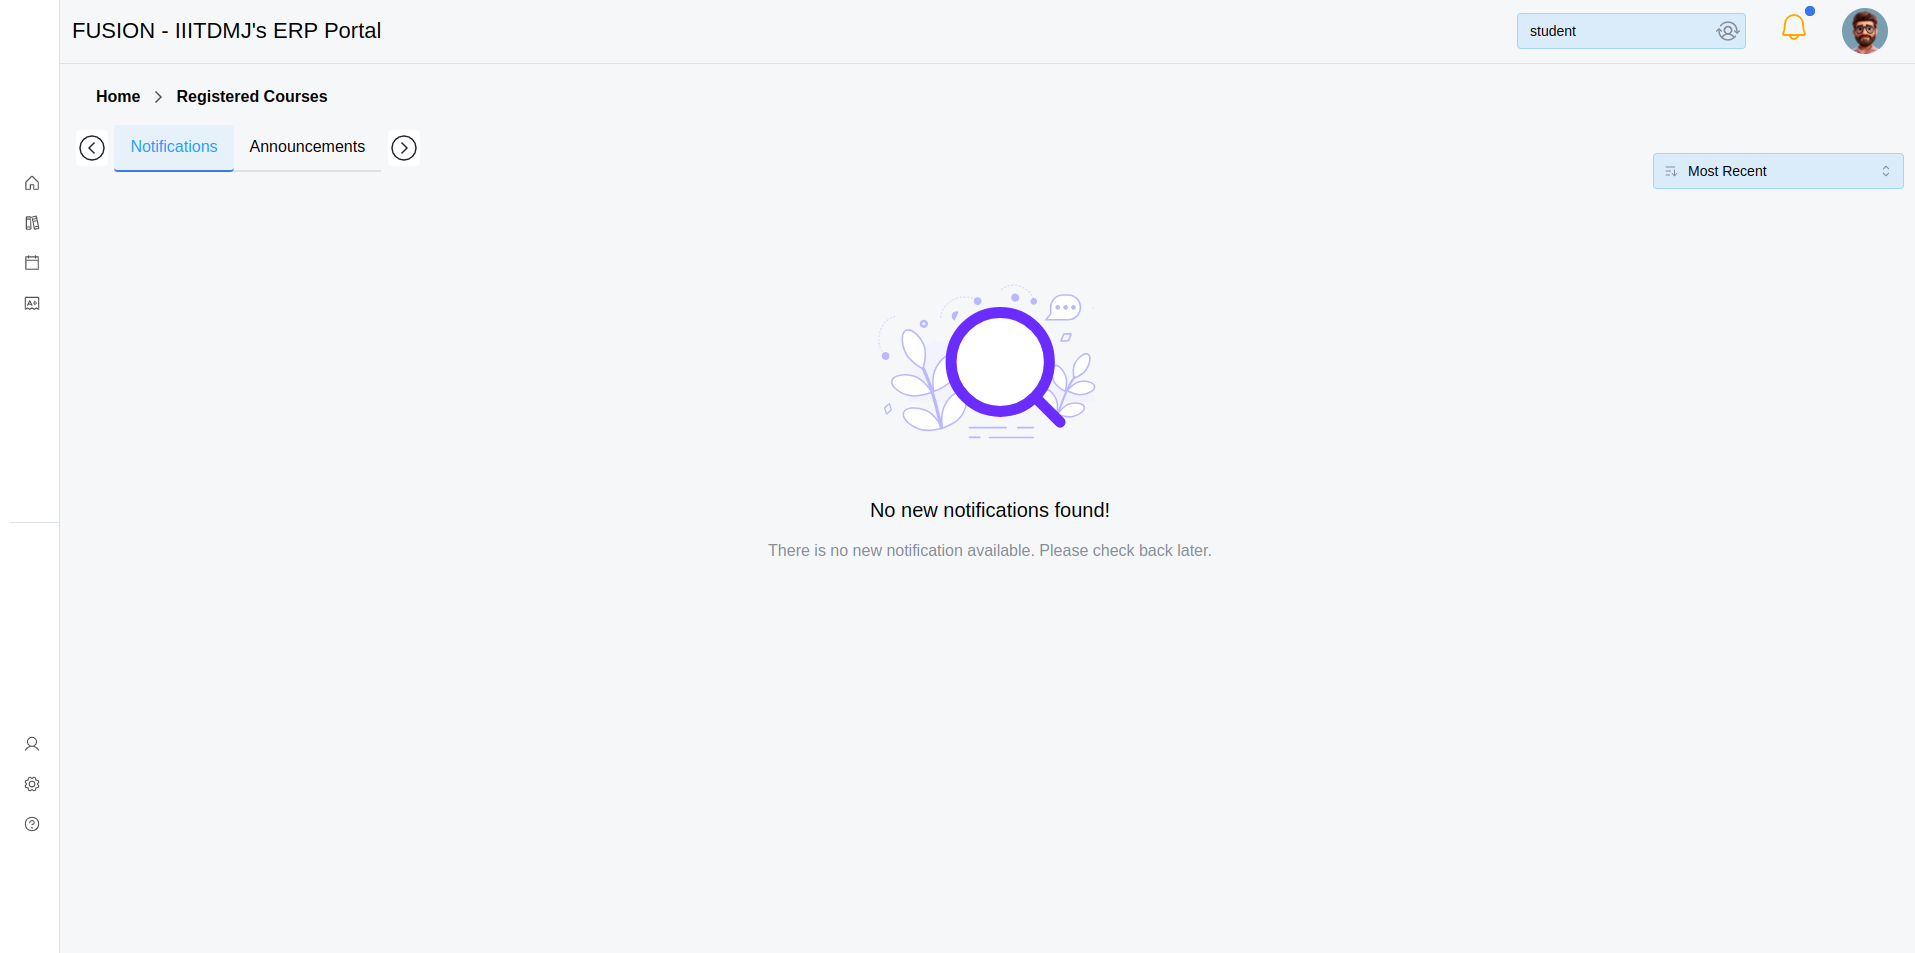 FUSION - IIITDMJ's ERP Portal
student
Home > Registered Courses
Notifications Announcements
Most Recent
No new notifications found!
There is no new notification available. Please check back later.